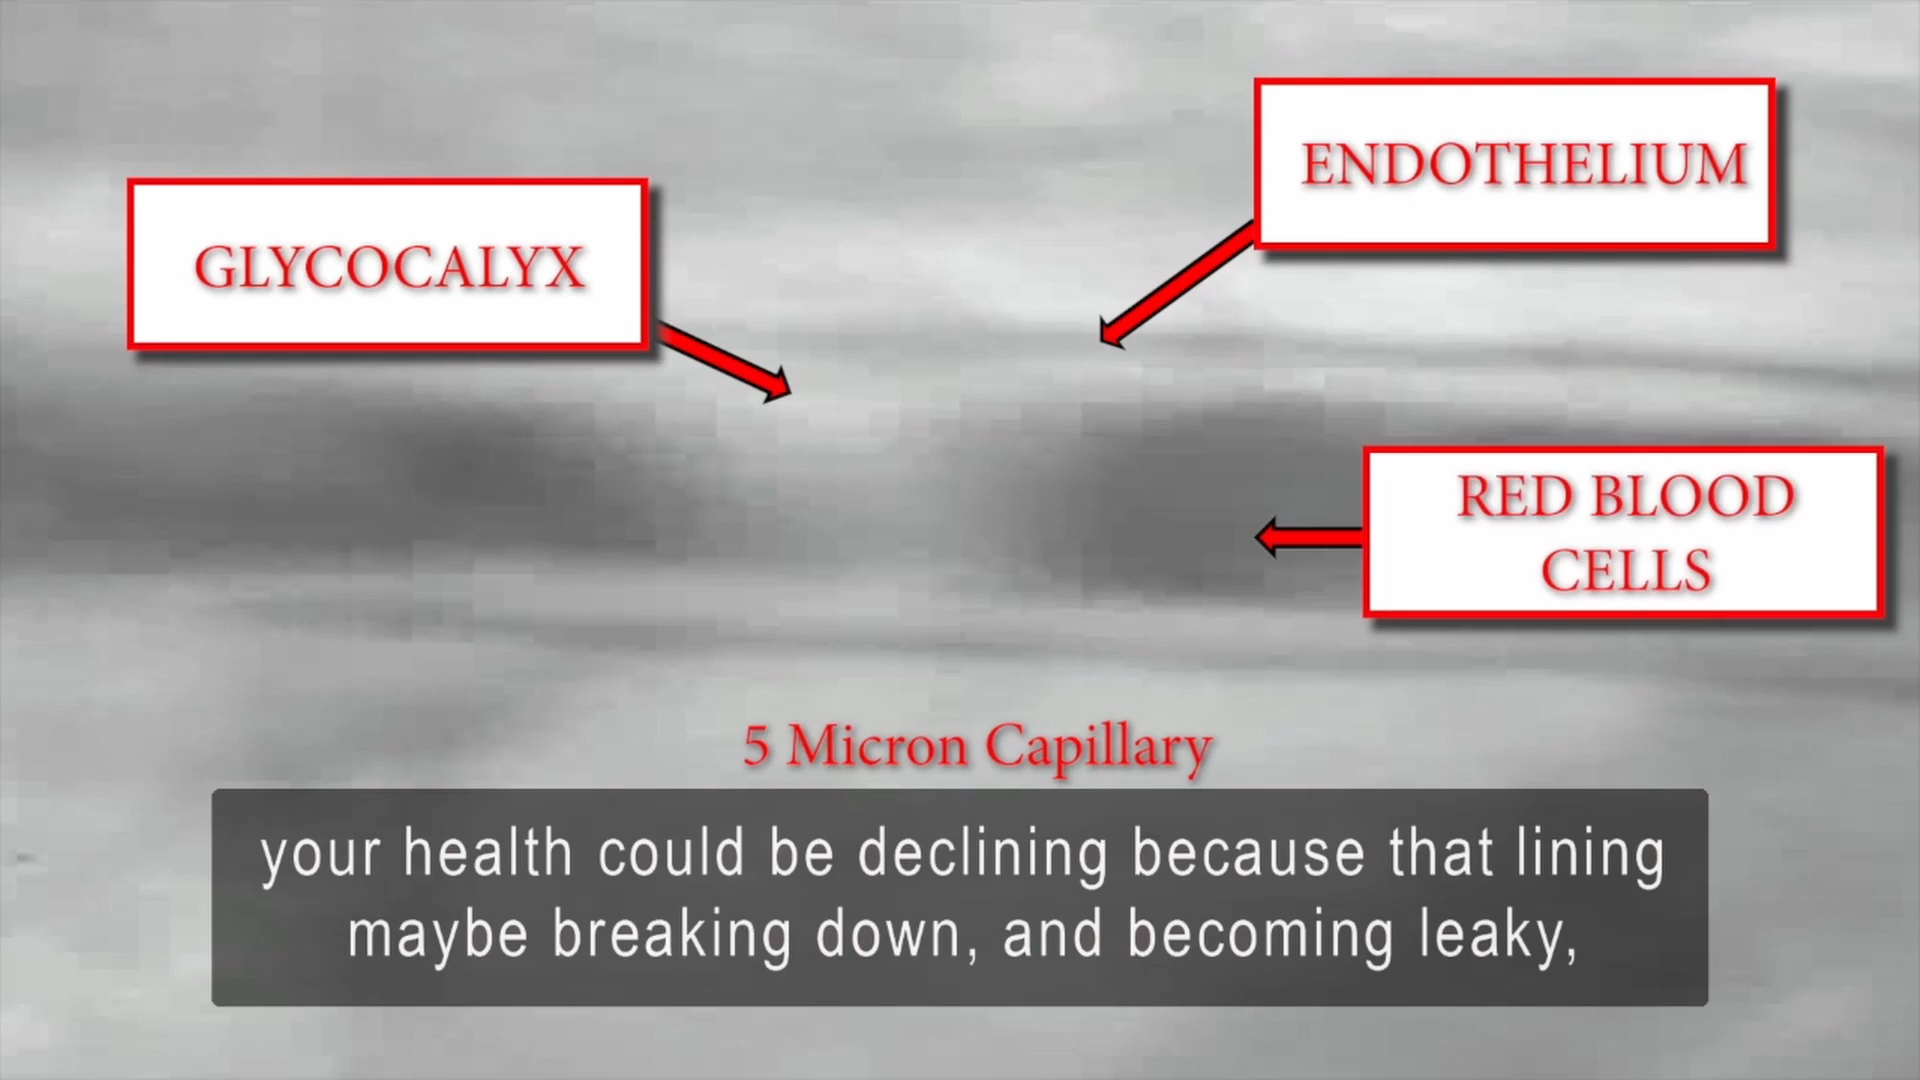 ENDOTHELIUM
GLYCOCALYX
RED BLOOD
CELLS
5 Micron Capillary
your health could be declining because that lining
maybe breaking down, and becoming leaky,